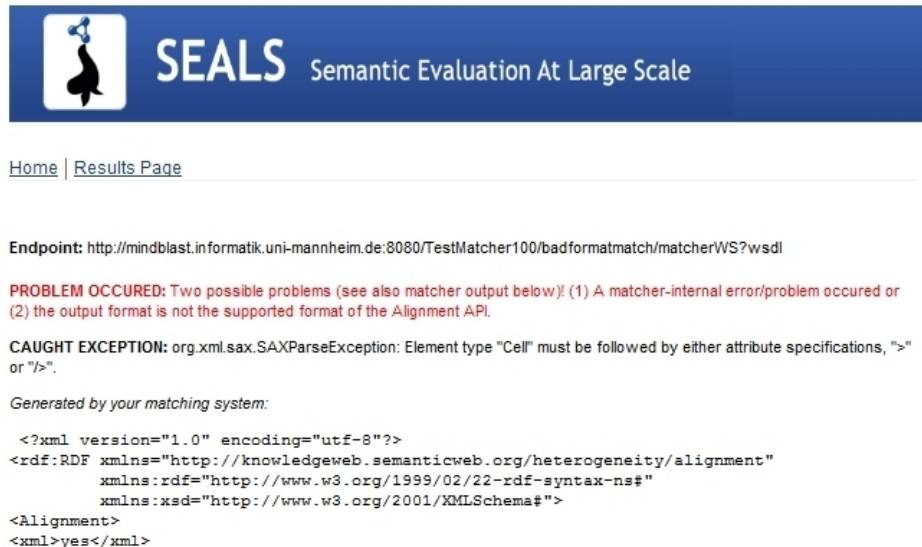 SEALS Semantic Evaluation At Large Scale
Home | Results Page
Endpoint: http://mindblast.informatik.uni-mannheim.de:8080/TestMatcher100/badformatmatch/matcherWS?wsdl
PROBLEM OCCURED: Two possible problems (see also matcher output below)! (1) A matcher-internal error/problem occured or
(2) the output format is not the supported format of the Alignment API.
CAUGHT EXCEPTION: org.xml.sax.SAXParseException: Element type "Cell" must be followed by either attribute specifications, ">"
or "/>".
Generated by your matching system:
<?xml version="1.0" encoding="utf-8"?>
<rdf:RDF xmlns="http://knowledgeweb.semanticweb.org/heterogeneity/alignment"
xmlns:rdf="http://www.w3.org/1999/02/22-rdf-syntax-ns#"
xmlns:xsd="http://www.w3.org/2001/XMLSchema#">
<Alignment>
<xml>yes</xml>